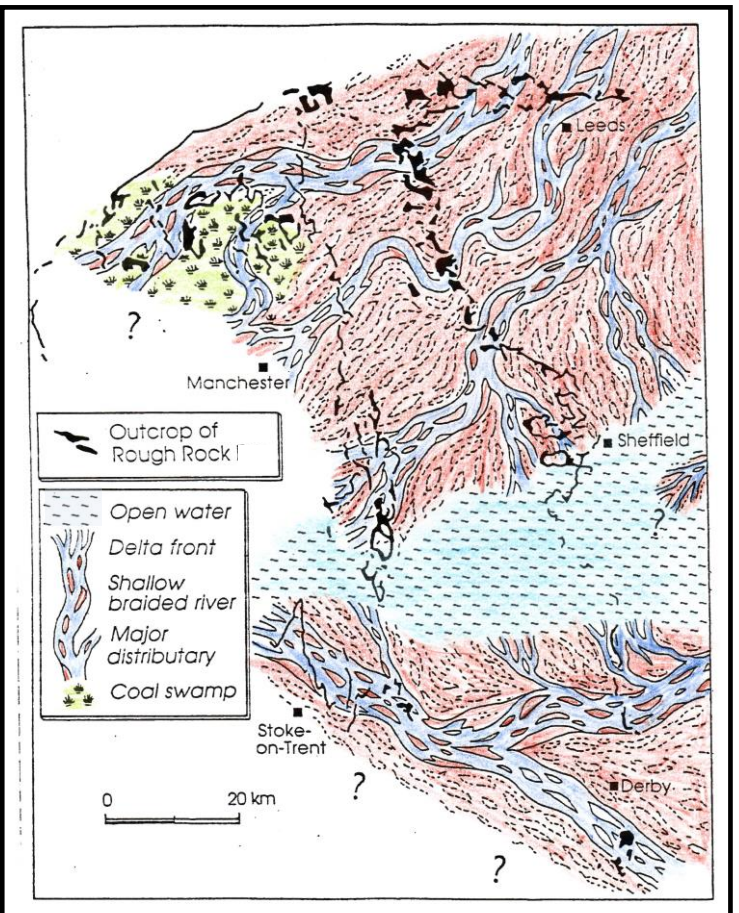 Leeds
?
Manchester
Outcrop of
Rough Rock
Sheffield
Open water
?
Delta front
Shallow
braided river
Major
distributary
Coal swamp
Stoke-
on-Trent
?
Derby
0 20 km
?